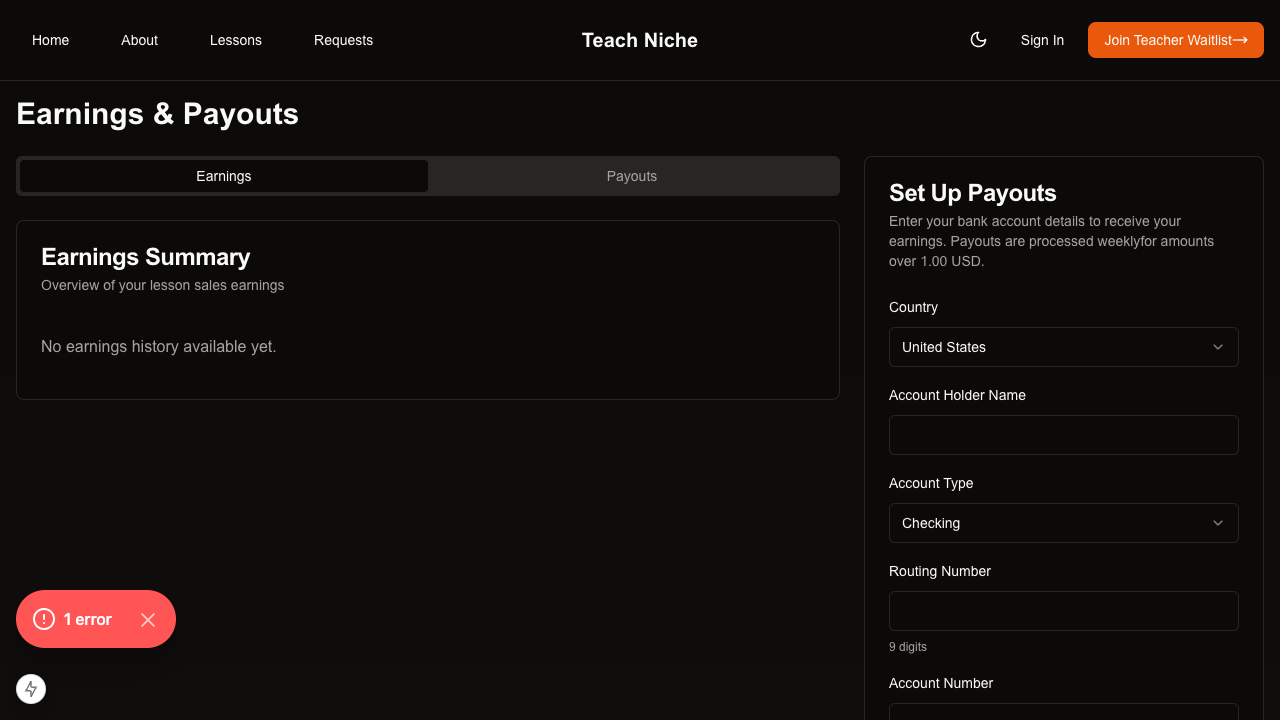 Home
About
Lessons
Requests
Teach Niche
Sign In
Join Teacher Waitlist
Earnings & Payouts
Earnings
Payouts
Earnings Summary
Overview of your lesson sales earnings
No earnings history available yet.
Set Up Payouts
Enter your bank account details to receive your
earnings. Payouts are processed weeklyfor amounts
over 1.00 USD.
Country
United States
Account Holder Name
Account Type
Checking
Routing Number
9 digits
Account Number
1 error